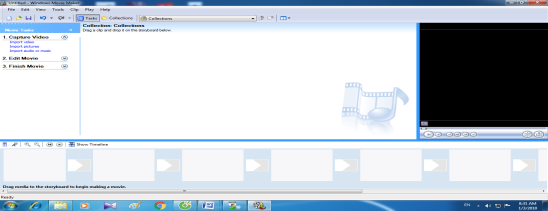 Untitled - Windows Movie Maker
File Edit View Tools Clip Play Help
Tasks Collections Collections
Movie Tasks
1. Capture Video
Import video
Import pictures
Import audio or music
2. Edit Movie
3. Finish Movie
Collection: Collections
Drag a clip and drop it on the storyboard below.
Show Timeline
Drag media to the storyboard to begin making a movie.
Ready
EN
8:31 AM
1/3/2018